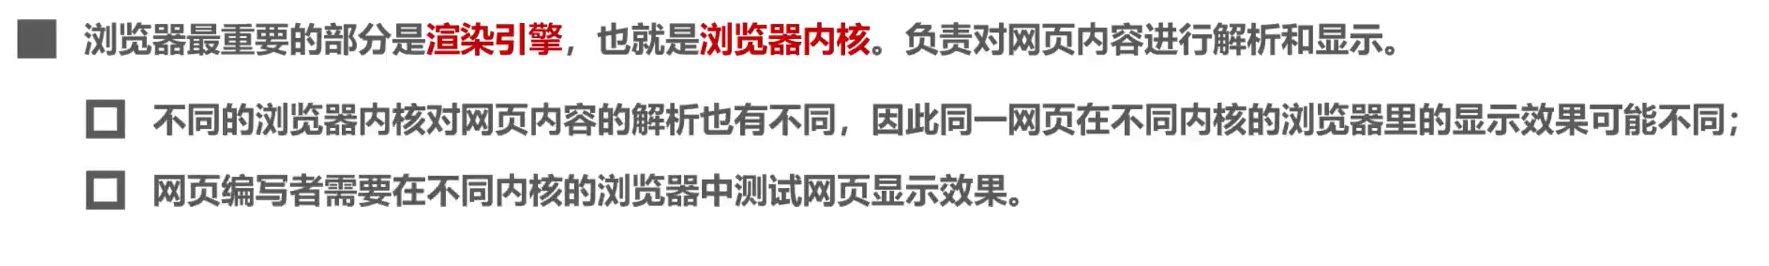 浏览器最重要的部分是渲染引擎，也就是浏览器内核。负责对网页内容进行解析和显示。
不同的浏览器内核对网页内容的解析也有不同，因此同一网页在不同内核的浏览器里的显示效果可能不同；
网页编写者需要在不同内核的浏览器中测试网页显示效果。